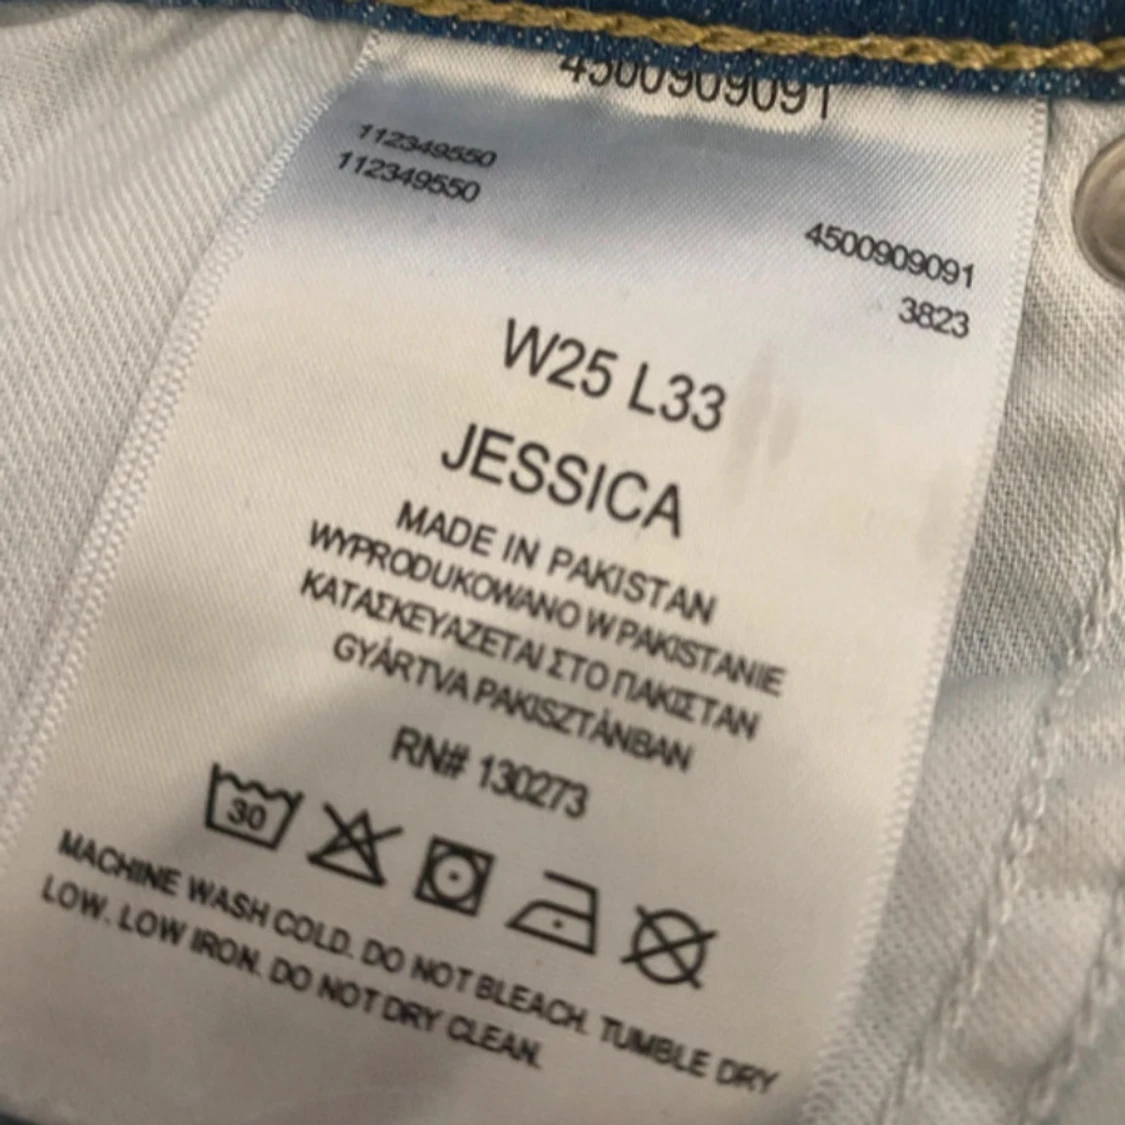 4500909091
112349550
112349550
4500909091
3823
W25 L33
JESSICA
MADE IN PAKISTAN
WYPRODUKOWANO W PAKISTANIE
ΚΑΤΑΣΚΕΥΑΖΕΤΑΙ ΣΤΟ ΠΑΚΙΣΤΑΝ
GYÁRTVA PAKISZTÁNBAN
RN# 130273
30
MACHINE WASH COLD. DO NOT BLEACH. TUMBLE DRY
LOW. LOW IRON. DO NOT DRY CLEAN.